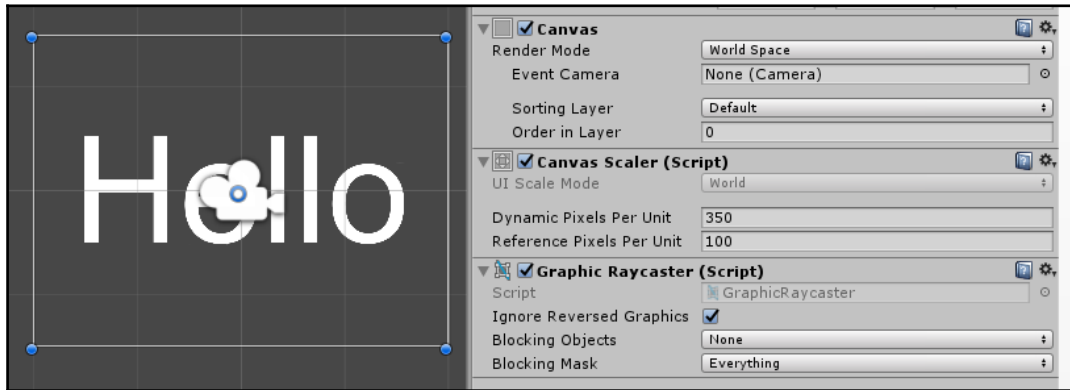 Hello
Canvas
Render Mode World Space
Event Camera None (Camera)
Sorting Layer Default
Order in Layer 0
Canvas Scaler (Script)
UI Scale Mode World
Dynamic Pixels Per Unit 350
Reference Pixels Per Unit 100
Graphic Raycaster (Script)
Script GraphicRaycaster
Ignore Reversed Graphics
Blocking Objects None
Blocking Mask Everything